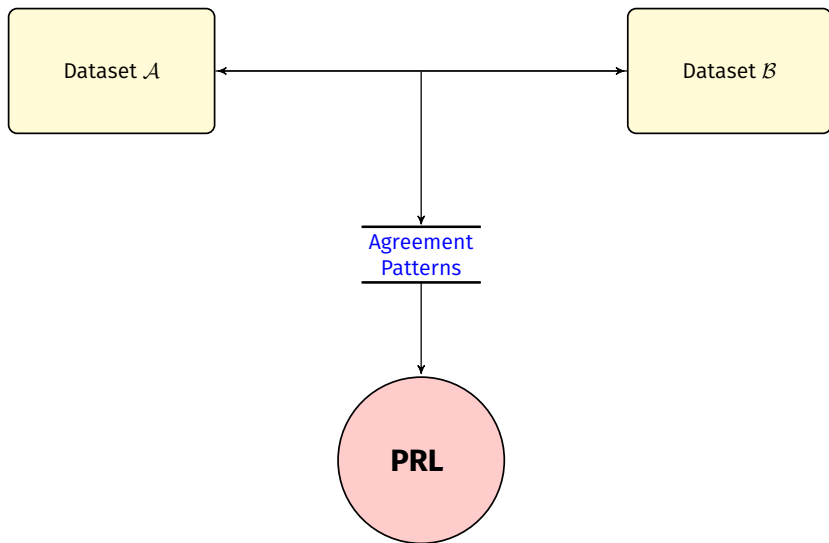 Dataset 𝒜
Dataset ℬ
Agreement
Patterns
PRL